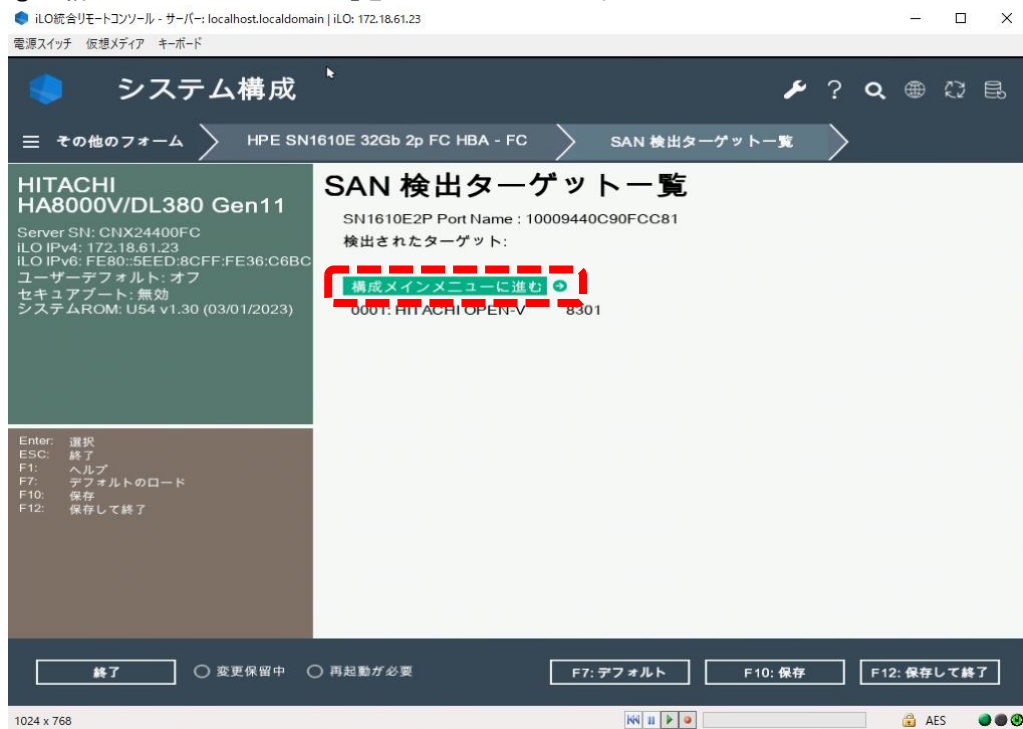 iLO統合リモートコンソール - サーバー: localhost.localdomain | iLO: 172.18.61.23
電源スイッチ 仮想メディア キーボード
システム構成
その他のフォーム HPE SN1610E 32Gb 2p FC HBA - FC SAN 検出ターゲット一覧
HITACHI
HA8000V/DL380 Gen11
Server SN: CNX24400FC
iLO IPv4: 172.18.61.23
iLO IPv6: FE80::5EED:8CFF:FE36:C6BC
ユーザーデフォルト: オフ
セキュアブート: 無効
システムROM: U54 v1.30 (03/01/2023)
Enter: 選択
ESC: 終了
F1: ヘルプ
F7: デフォルトのロード
F10: 保存
F12: 保存して終了
SAN 検出ターゲット一覧
SN1610E2P Port Name : 10009440C90FCC81
検出されたターゲット:
構成メインメニューに進む
0001: HITACHI OPEN-V 8301
終了 変更保留中 再起動が必要 F7: デフォルト F10: 保存 F12: 保存して終了
1024 x 768 AES